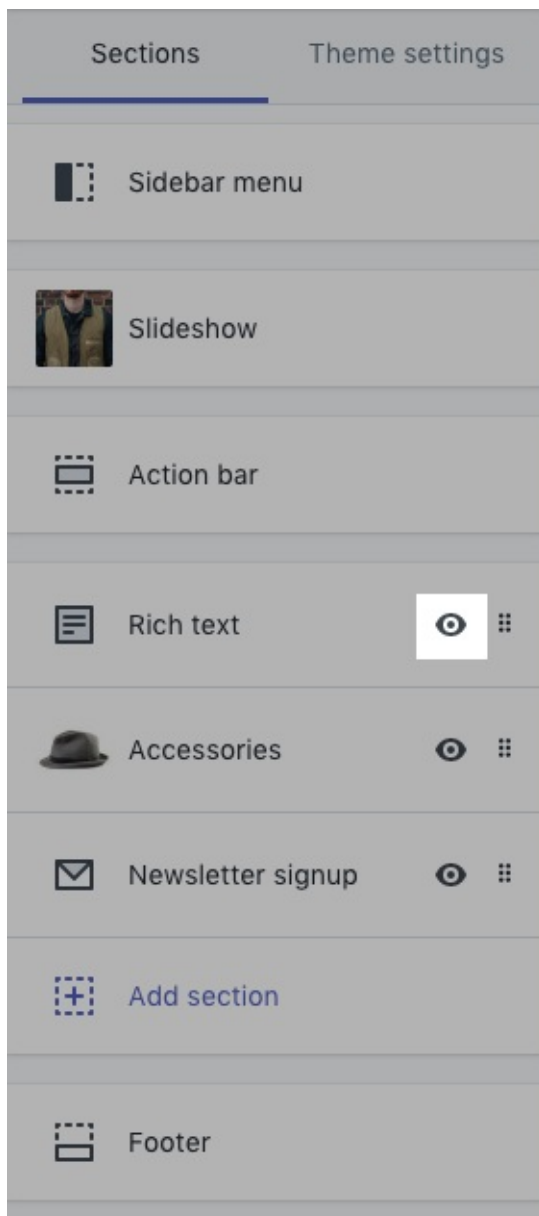 Sections
Theme settings
Sidebar menu
Slideshow
Action bar
Rich text
Accessories
Newsletter signup
Add section
Footer